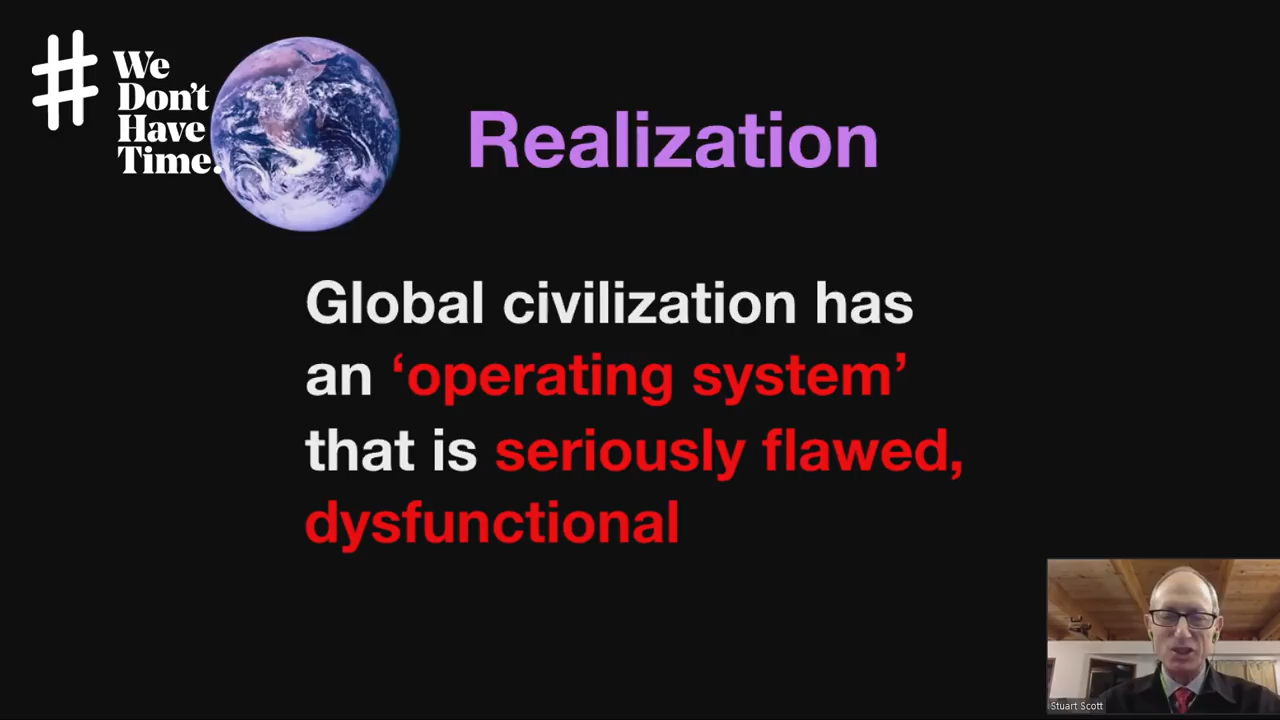 #
We
Don't
Have
Time.
Realization
Global civilization has
an ‘operating system’
that is seriously flawed,
dysfunctional
Stuart Scott